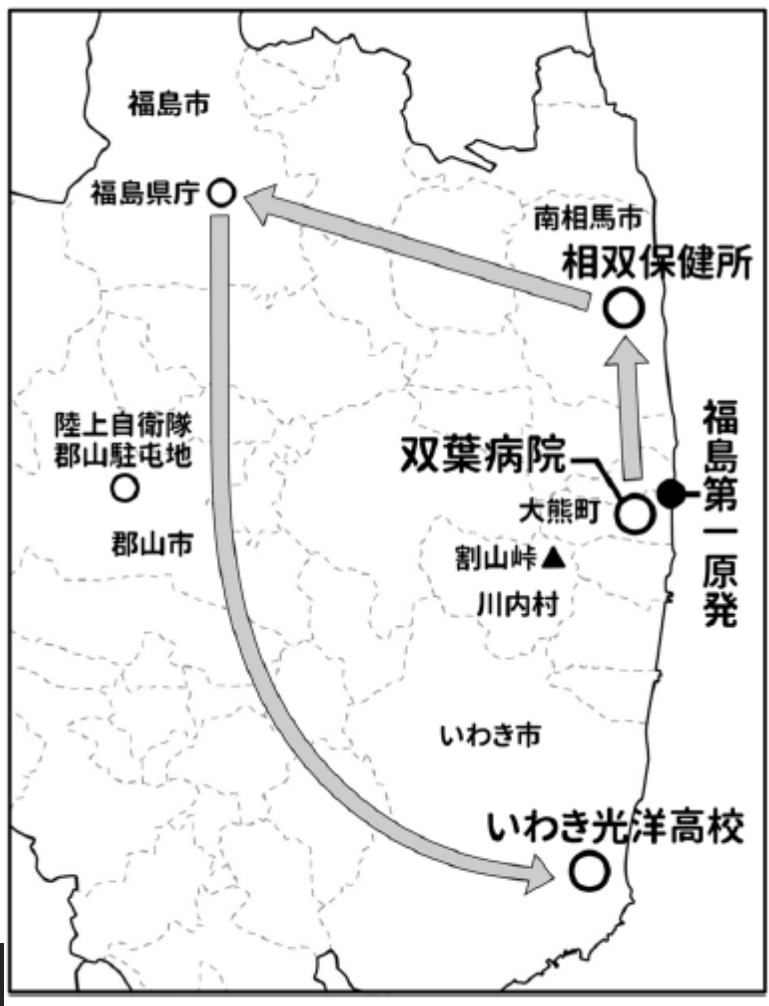 福島市
福島県庁
南相馬市
相双保健所
陸上自衛隊
郡山駐屯地
郡山市
双葉病院
大熊町
福島第一原発
割山峠
川内村
いわき市
いわき光洋高校